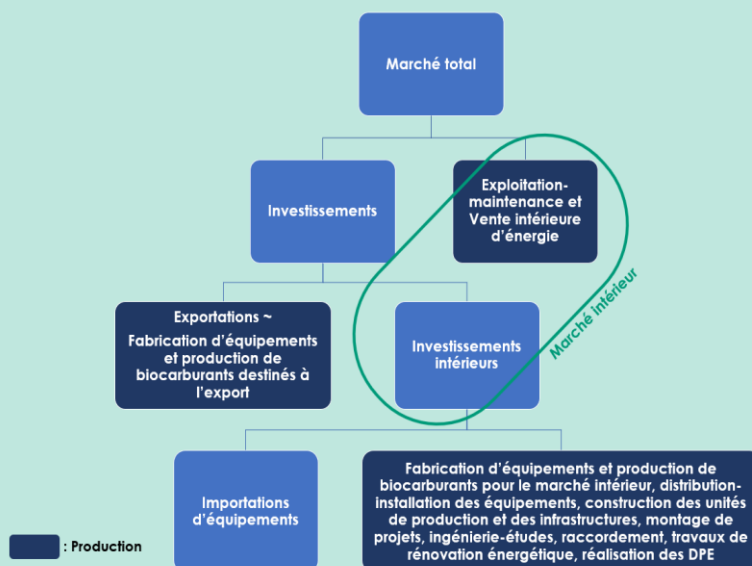 Marché total
Investissements
Exploitation-
maintenance et
Vente intérieure
d'énergie
Marché intérieur
Exportations ~
Fabrication d'équipements
et production de
biocarburants destinés à
l'export
Investissements
intérieurs
Importations
d'équipements
Fabrication d'équipements et production de
biocarburants pour le marché intérieur, distribution-
installation des équipements, construction des unités
de production et des infrastructures, montage de
projets, ingénierie-études, raccordement, travaux de
rénovation énergétique, réalisation des DPE
: Production